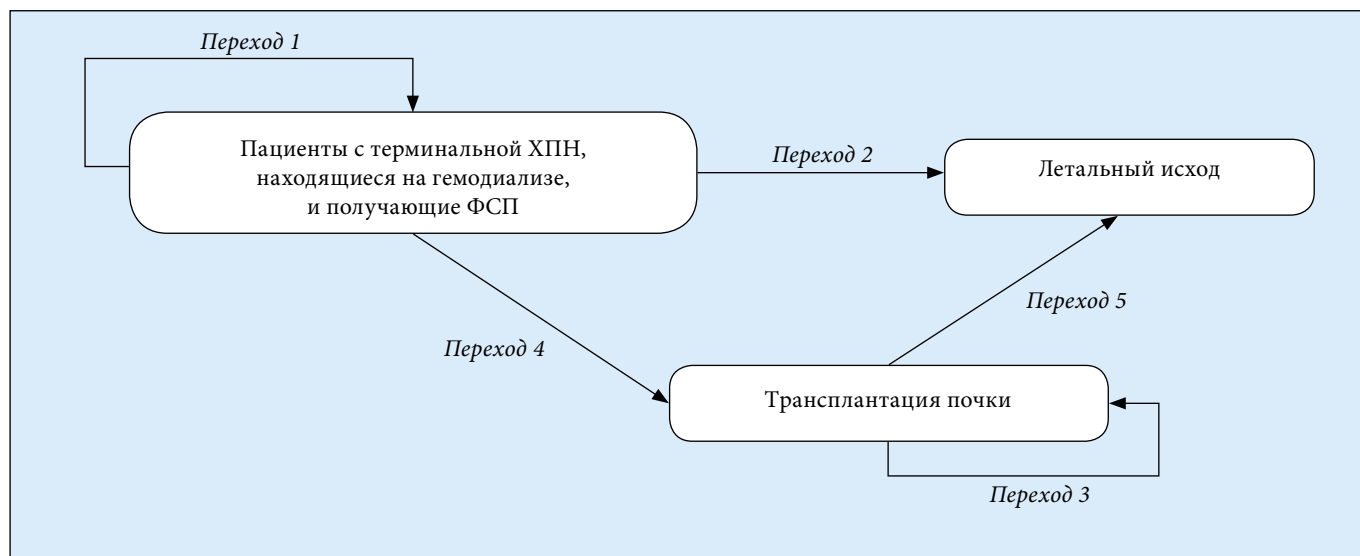 Переход 1
Пациенты с терминальной ХПН,
находящиеся на гемодиализе,
и получающие ФСП
Переход 2
Летальный исход
Переход 5
Переход 4
Трансплантация почки
Переход 3